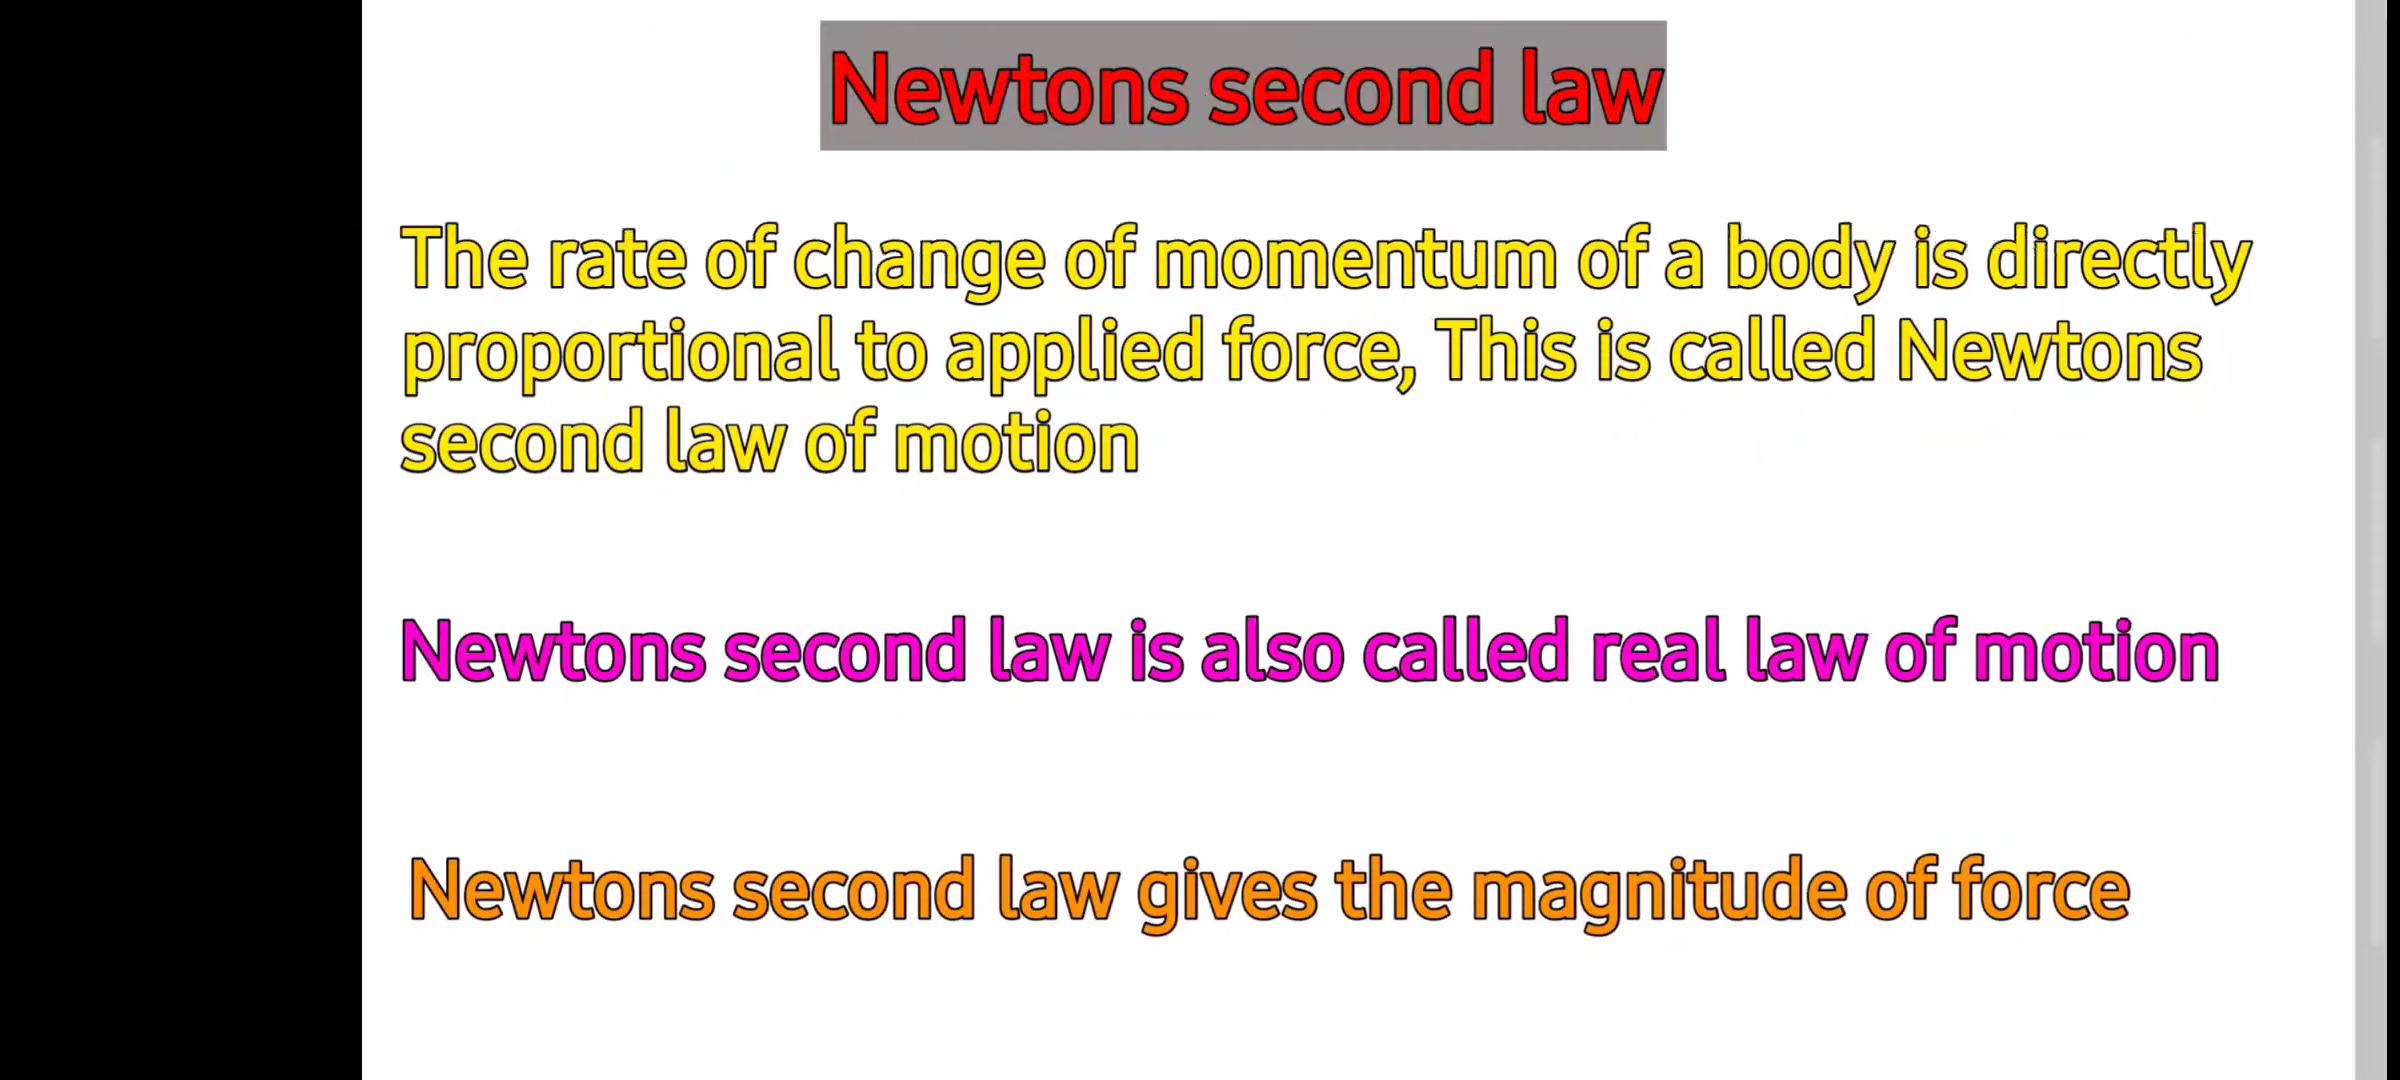 Newtons second law
The rate of change of momentum of a body is directly
proportional to applied force, This is called Newtons
second law of motion
Newtons second law is also called real law of motion
Newtons second law gives the magnitude of force